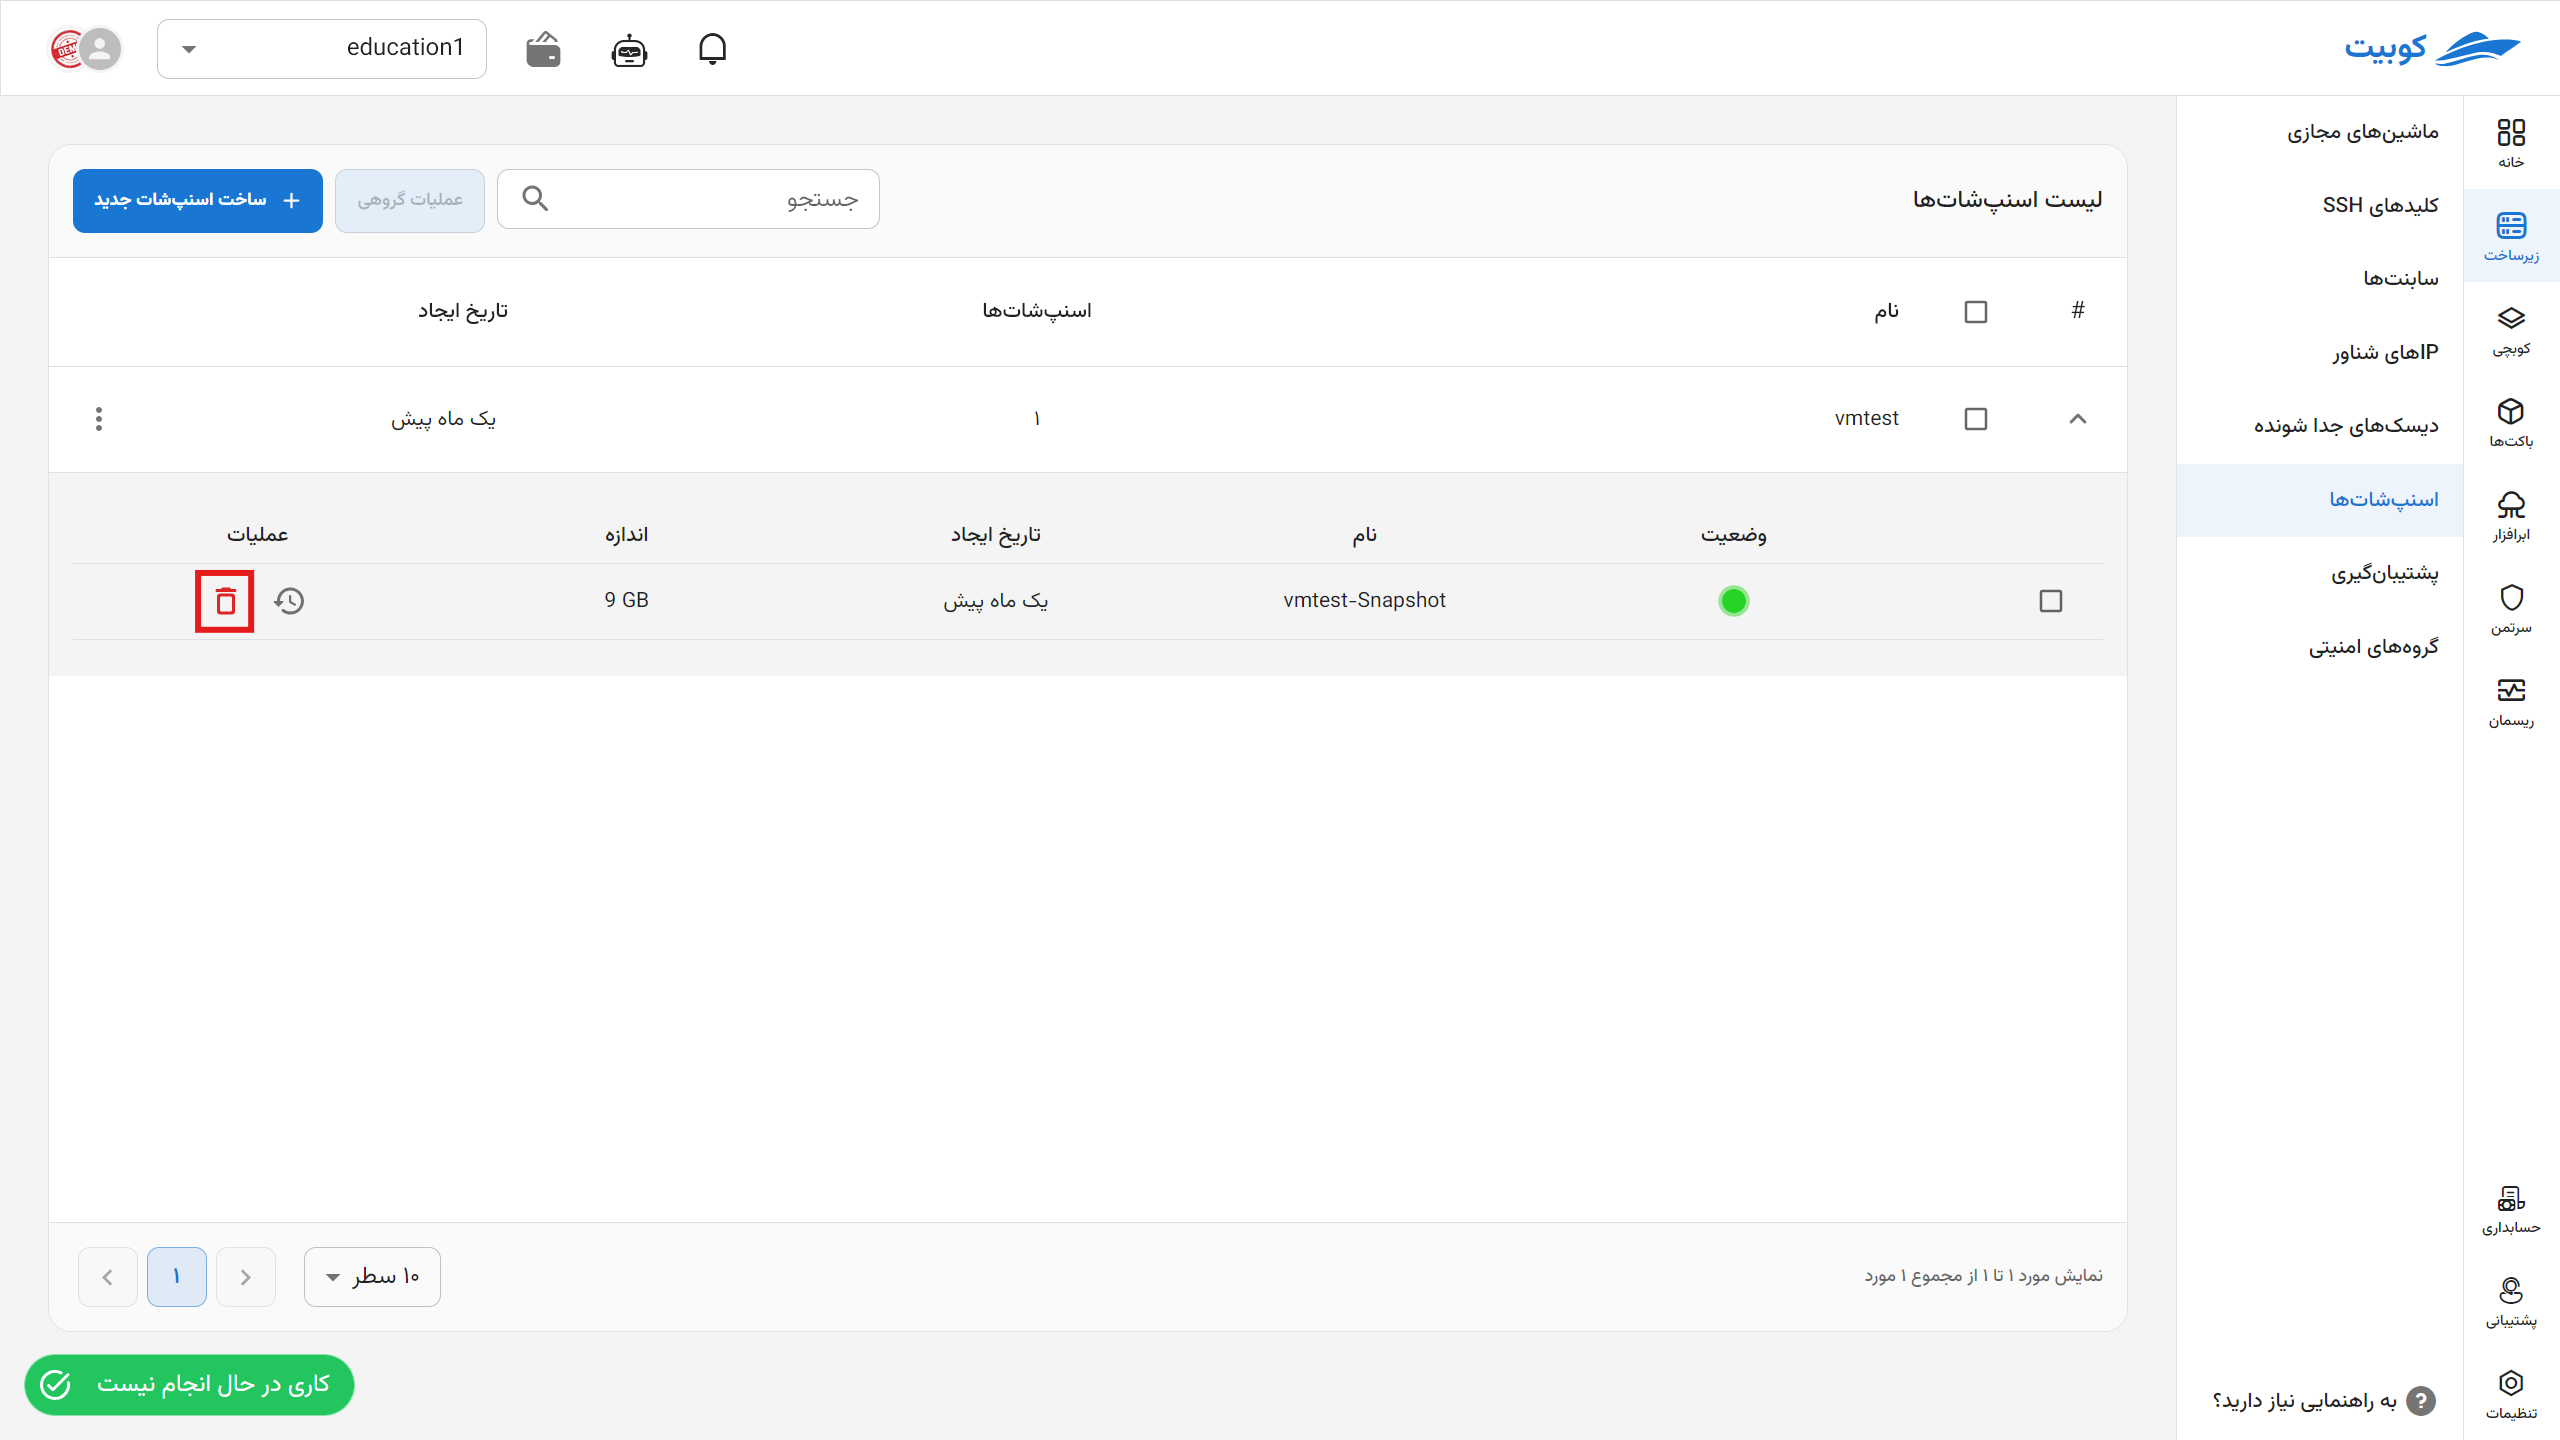 کوبیت
education1
DEMO
خانه
زیرساخت
کوبچی
باکت‌ها
ابرافزار
سرتمن
ریسمان
حسابداری
پشتیبانی
تنظیمات
ماشین‌های مجازی
کلیدهای SSH
سابنت‌ها
IPهای شناور
دیسک‌های جدا شونده
اسنپ‌شات‌ها
پشتیبان‌گیری
گروه‌های امنیتی
به راهنمایی نیاز دارید؟
لیست اسنپ‌شات‌ها
جستجو
عملیات گروهی
ساخت اسنپ‌شات جدید
# نام اسنپ‌شات‌ها تاریخ ایجاد
vmtest ۱ یک ماه پیش
وضعیت نام تاریخ ایجاد اندازه عملیات
vmtest-Snapshot یک ماه پیش 9 GB
نمایش مورد ۱ تا ۱ از مجموع ۱ مورد
۱۰ سطر
۱
کاری در حال انجام نیست